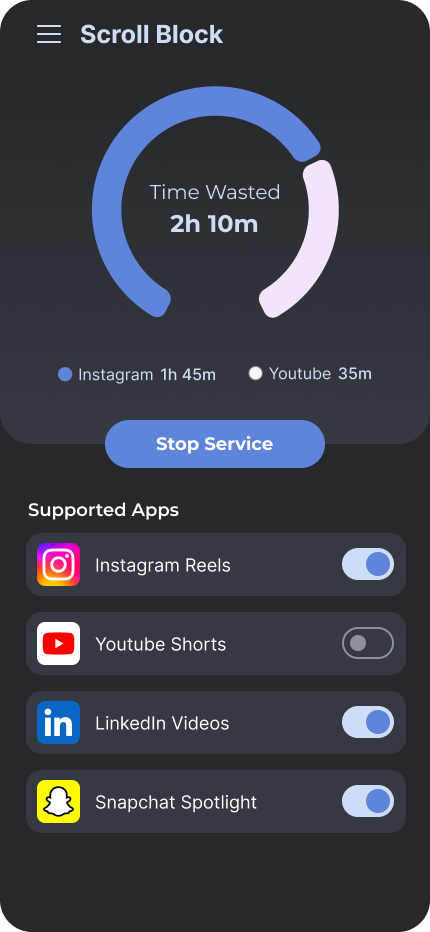 Scroll Block
Time Wasted
2h 10m
Instagram 1h 45m
Youtube 35m
Stop Service
Supported Apps
Instagram Reels
Youtube Shorts
in
LinkedIn Videos
Snapchat Spotlight